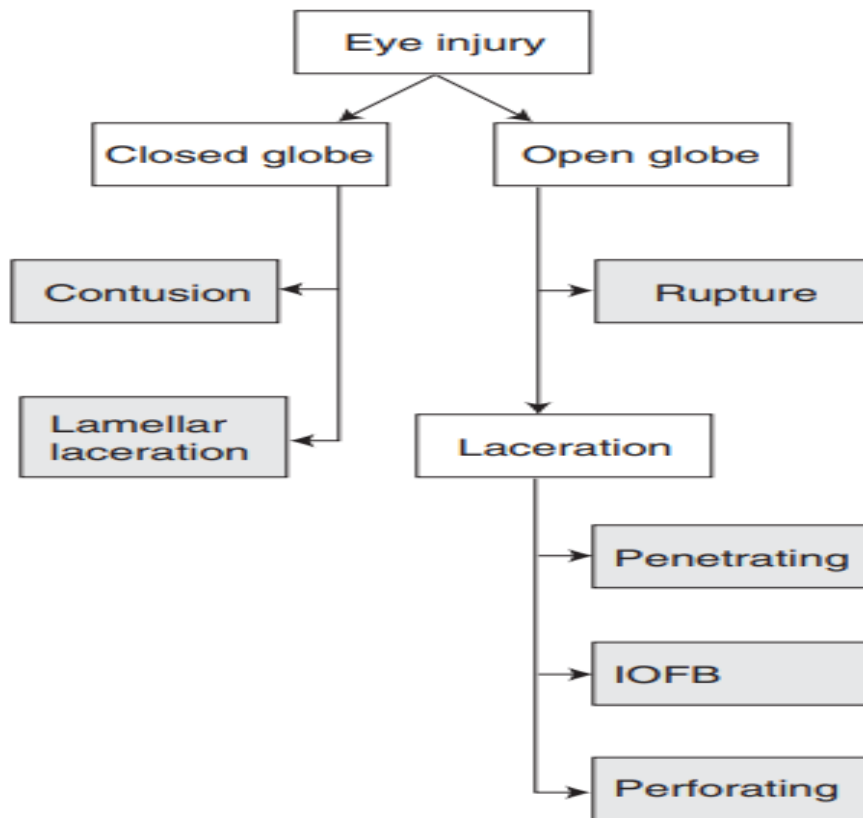 Eye injury
Closed globe
Open globe
Contusion
Rupture
Lamellar
laceration
Laceration
Penetrating
IOFB
Perforating